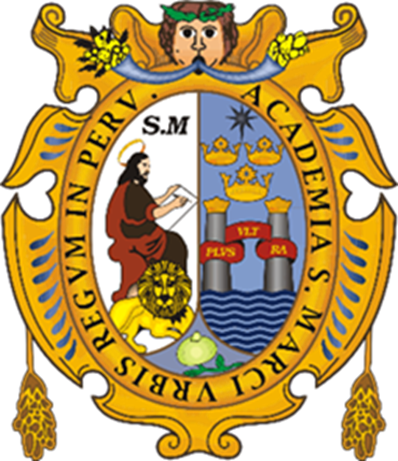 ACADEMIA S. MARCI VRBIS REGVM IN PERV.
S.M
PLVS VLT RA